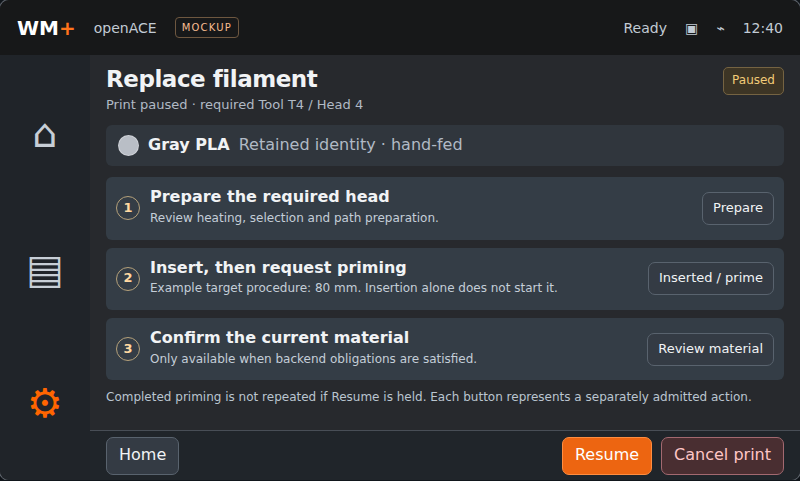 WM+ openACE MOCKUP Ready 12:40
Replace filament Paused
Print paused · required Tool T4 / Head 4
Gray PLA Retained identity · hand-fed
1 Prepare the required head Prepare
Review heating, selection and path preparation.
2 Insert, then request priming Inserted / prime
Example target procedure: 80 mm. Insertion alone does not start it.
3 Confirm the current material Review material
Only available when backend obligations are satisfied.
Completed priming is not repeated if Resume is held. Each button represents a separately admitted action.
Home Resume Cancel print